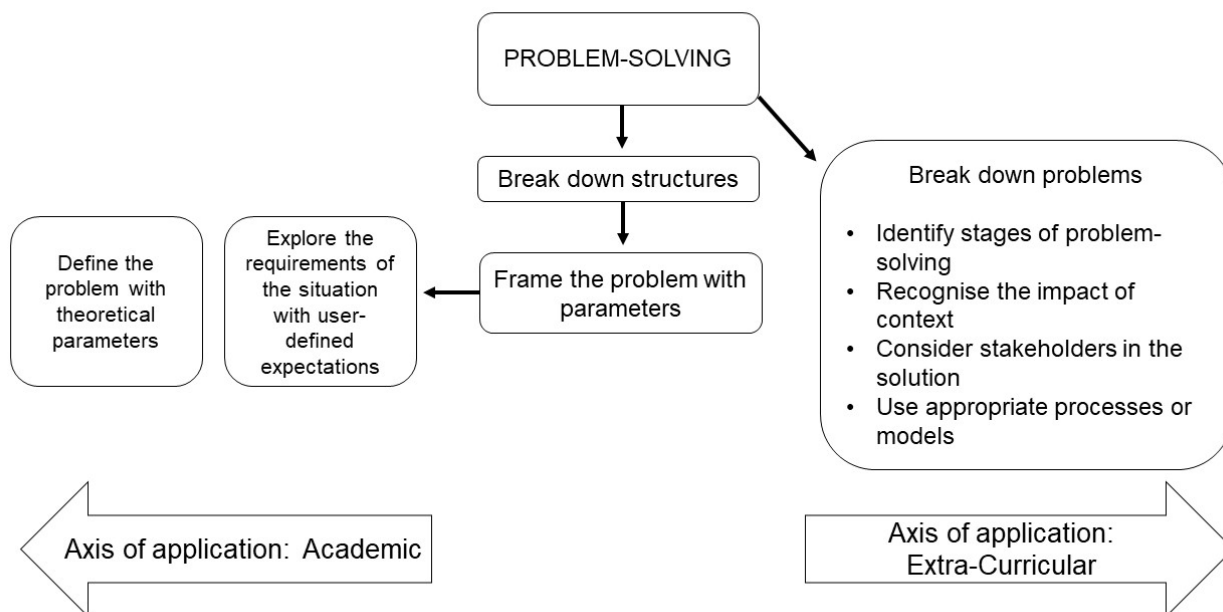 PROBLEM-SOLVING
Break down structures
Frame the problem with
parameters
Explore the
requirements of
the situation
with user-
defined
expectations
Define the
problem with
theoretical
parameters
Break down problems
• Identify stages of problem-
solving
• Recognise the impact of
context
• Consider stakeholders in the
solution
• Use appropriate processes or
models
Axis of application: Academic
Axis of application:
Extra-Curricular